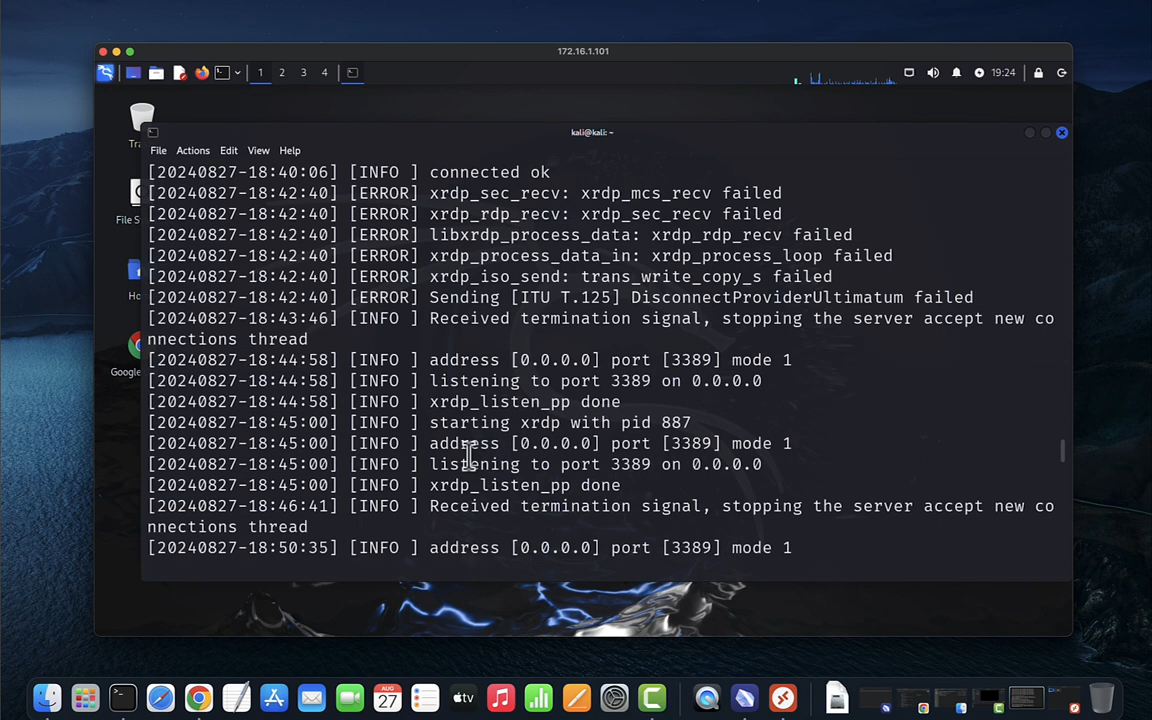 172.16.1.101
1 2 3 4
19:24
kali@kali: ~
File Actions Edit View Help
[20240827-18:40:06] [INFO ] connected ok
[20240827-18:42:40] [ERROR] xrdp_sec_recv: xrdp_mcs_recv failed
[20240827-18:42:40] [ERROR] xrdp_rdp_recv: xrdp_sec_recv failed
[20240827-18:42:40] [ERROR] libxrdp_process_data: xrdp_rdp_recv failed
[20240827-18:42:40] [ERROR] xrdp_process_data_in: xrdp_process_loop failed
[20240827-18:42:40] [ERROR] xrdp_iso_send: trans_write_copy_s failed
[20240827-18:42:40] [ERROR] Sending [ITU T.125] DisconnectProviderUltimatum failed
[20240827-18:43:46] [INFO ] Received termination signal, stopping the server accept new co
nnections thread
[20240827-18:44:58] [INFO ] address [0.0.0.0] port [3389] mode 1
[20240827-18:44:58] [INFO ] listening to port 3389 on 0.0.0.0
[20240827-18:44:58] [INFO ] xrdp_listen_pp done
[20240827-18:45:00] [INFO ] starting xrdp with pid 887
[20240827-18:45:00] [INFO ] address [0.0.0.0] port [3389] mode 1
[20240827-18:45:00] [INFO ] listening to port 3389 on 0.0.0.0
[20240827-18:45:00] [INFO ] xrdp_listen_pp done
[20240827-18:46:41] [INFO ] Received termination signal, stopping the server accept new co
nnections thread
[20240827-18:50:35] [INFO ] address [0.0.0.0] port [3389] mode 1
Tra
File S
Ho
Google
AUG
27
tv